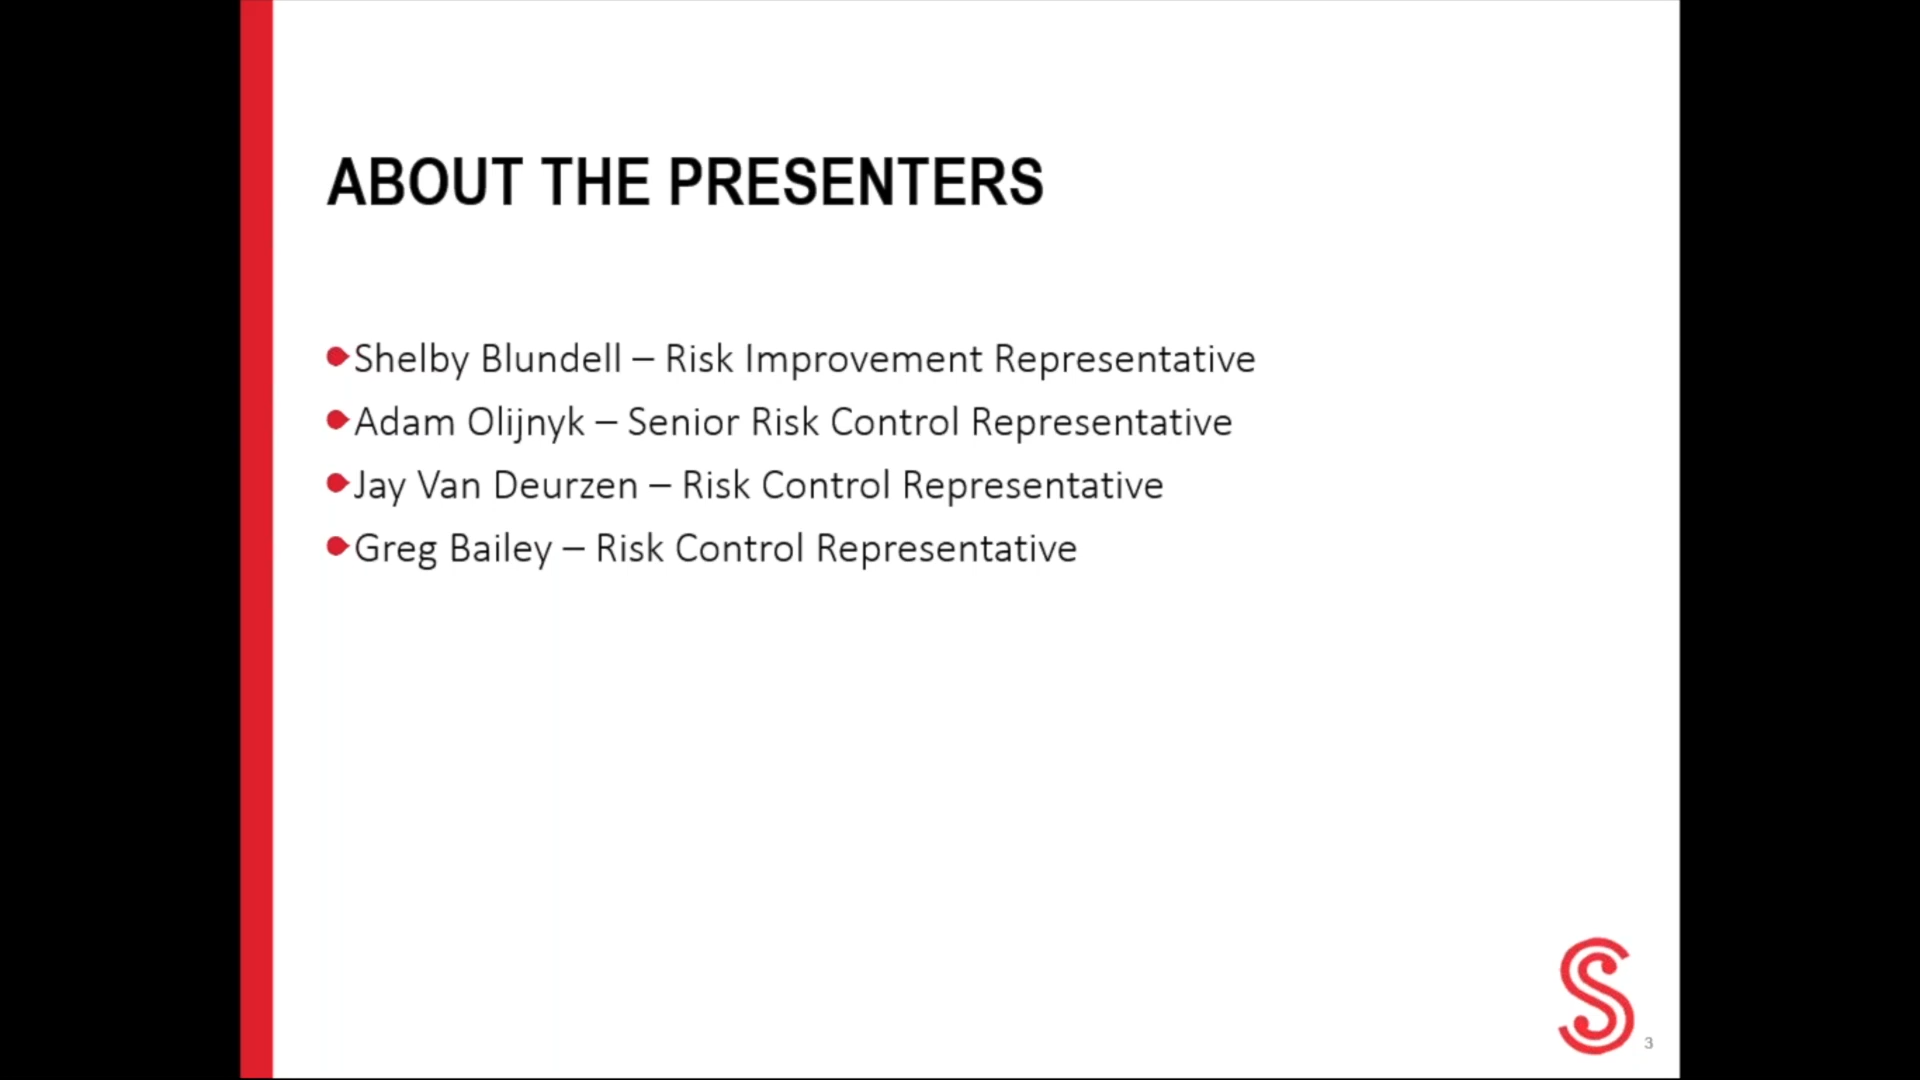 ABOUT THE PRESENTERS
Shelby Blundell – Risk Improvement Representative
Adam Olijnyk – Senior Risk Control Representative
Jay Van Deurzen – Risk Control Representative
Greg Bailey – Risk Control Representative
S
3